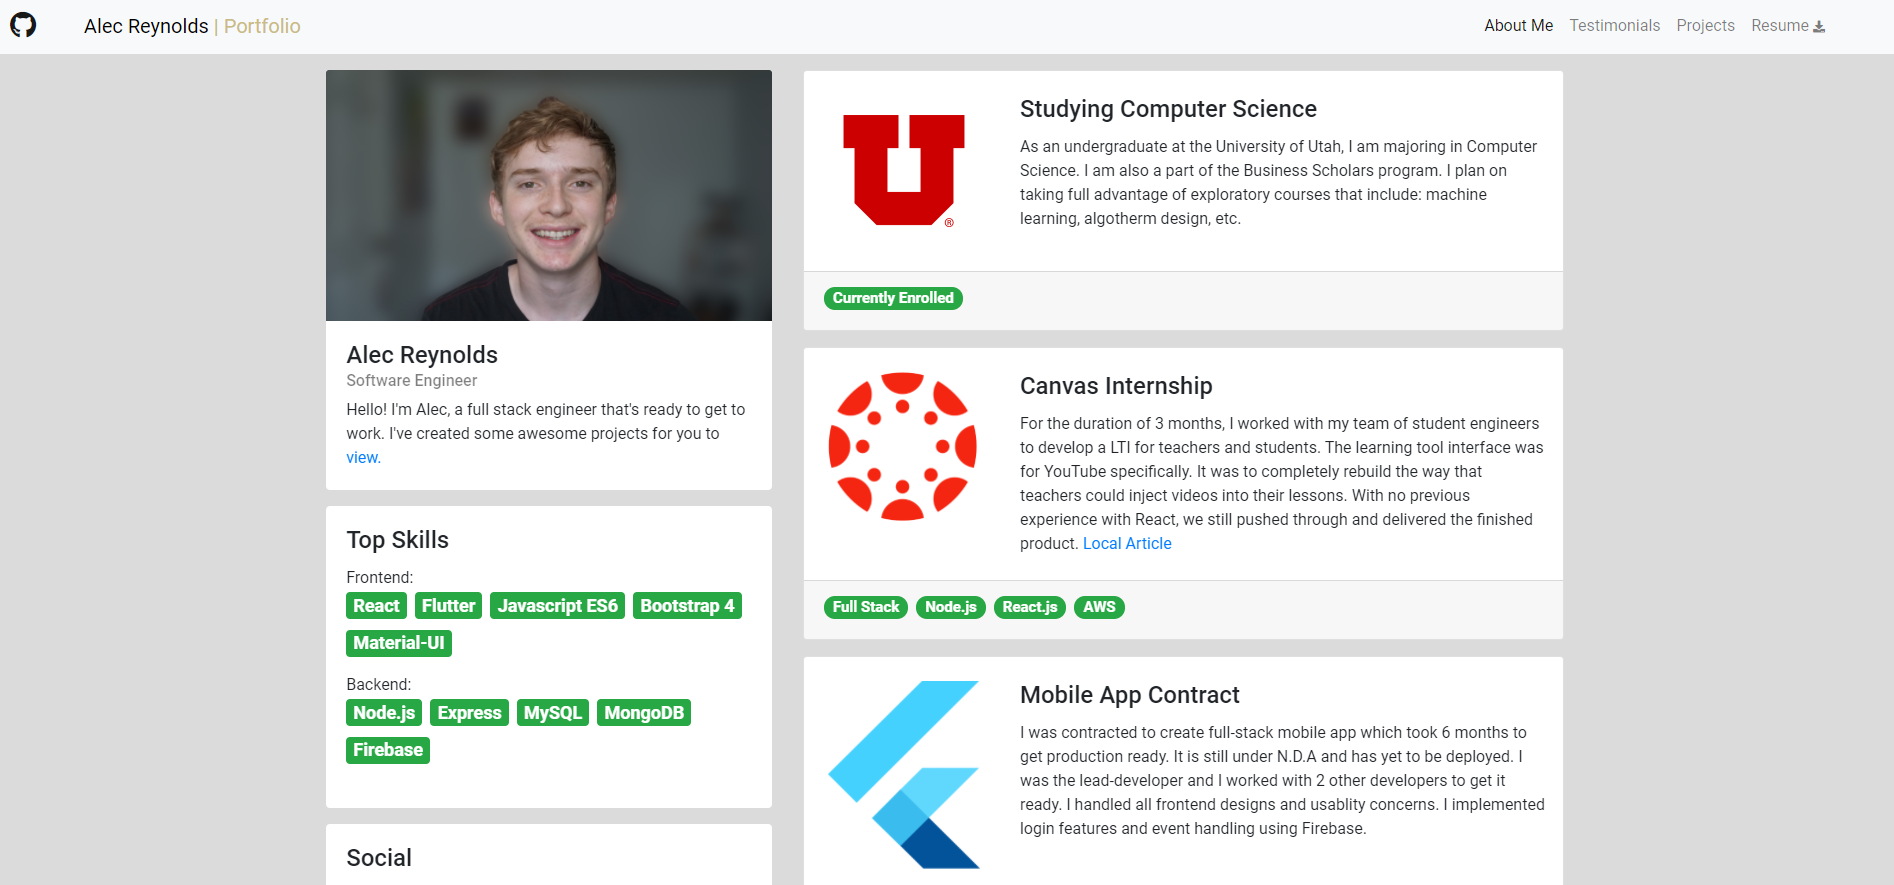 Alec Reynolds | Portfolio
About Me
Testimonials
Projects
Resume
Alec Reynolds
Software Engineer
Hello! I'm Alec, a full stack engineer that's ready to get to
work. I've created some awesome projects for you to
view.
Top Skills
Frontend:
React Flutter Javascript ES6 Bootstrap 4
Material-UI
Backend:
Node.js Express MySQL MongoDB
Firebase
Social
U ®
Studying Computer Science
As an undergraduate at the University of Utah, I am majoring in Computer
Science. I am also a part of the Business Scholars program. I plan on
taking full advantage of exploratory courses that include: machine
learning, algotherm design, etc.
Currently Enrolled
Canvas Internship
For the duration of 3 months, I worked with my team of student engineers
to develop a LTI for teachers and students. The learning tool interface was
for YouTube specifically. It was to completely rebuild the way that
teachers could inject videos into their lessons. With no previous
experience with React, we still pushed through and delivered the finished
product. Local Article
Full Stack Node.js React.js AWS
Mobile App Contract
I was contracted to create full-stack mobile app which took 6 months to
get production ready. It is still under N.D.A and has yet to be deployed. I
was the lead-developer and I worked with 2 other developers to get it
ready. I handled all frontend designs and usablity concerns. I implemented
login features and event handling using Firebase.